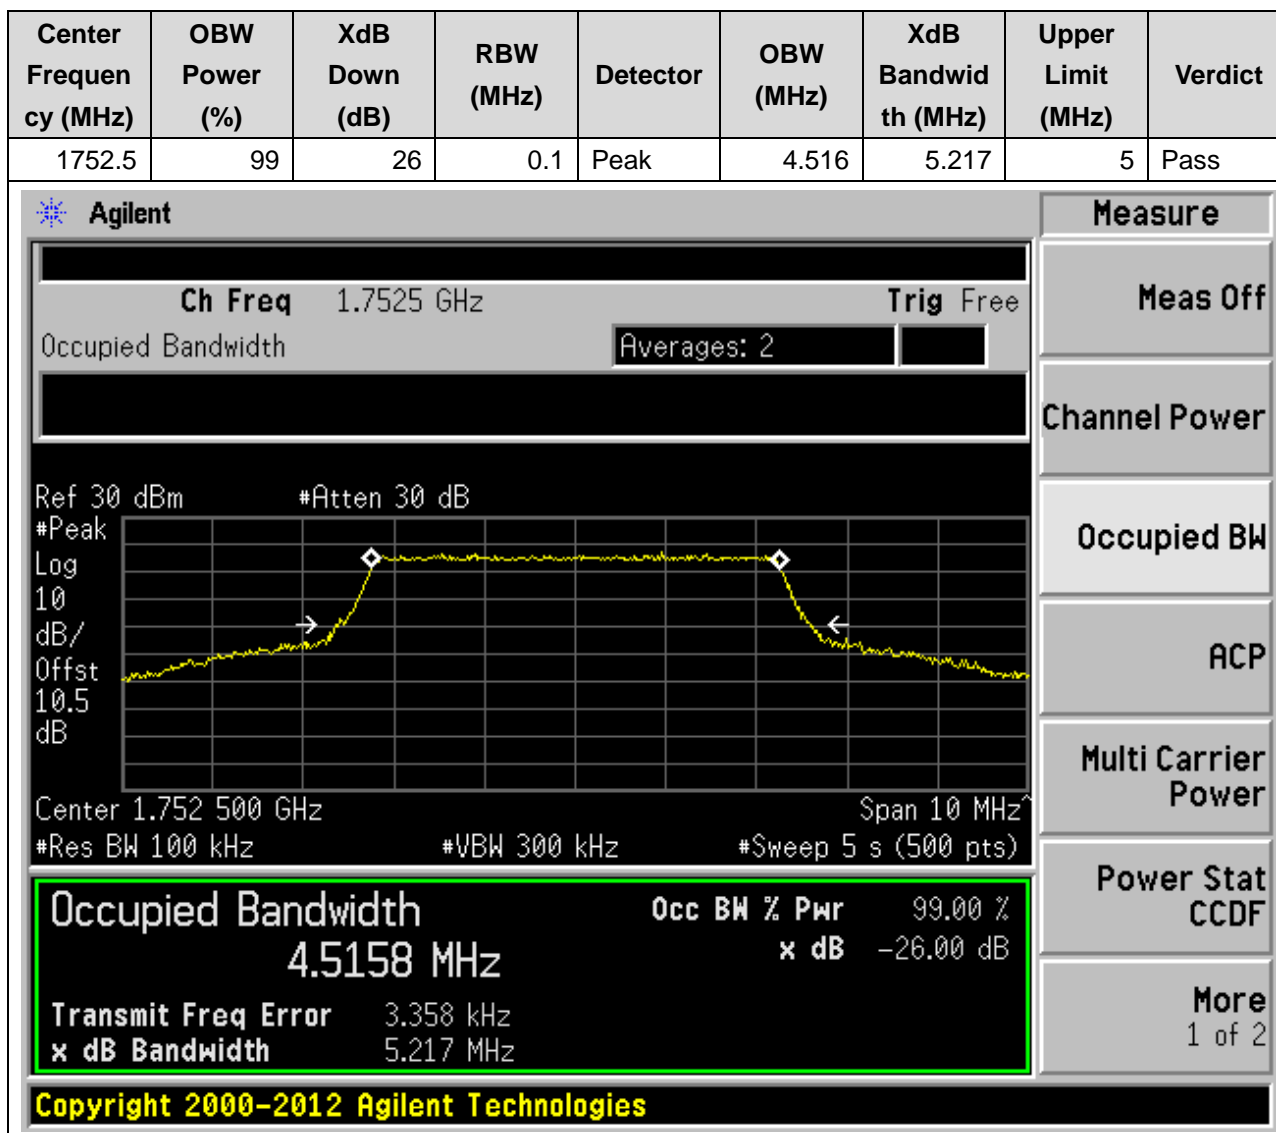 Center Frequen cy (MHz) OBW Power (%) XdB Down (dB) RBW (MHz) Detector OBW (MHz) XdB Bandwid th (MHz) Upper Limit (MHz) Verdict
1752.5 99 26 0.1 Peak 4.516 5.217 5 Pass
Agilent
Measure
Ch Freq 1.7525 GHz Trig Free
Meas Off
Occupied Bandwidth Averages: 2
Channel Power
Ref 30 dBm #Atten 30 dB
#Peak
Log
10
dB/
Offst
10.5
dB
Occupied BW
ACP
Multi Carrier
Power
Center 1.752 500 GHz Span 10 MHz^
#Res BW 100 kHz #VBW 300 kHz #Sweep 5 s (500 pts)
Power Stat
CCDF
Occupied Bandwidth Occ BW % Pwr 99.00 %
4.5158 MHz x dB -26.00 dB
Transmit Freq Error 3.358 kHz
x dB Bandwidth 5.217 MHz
More
1 of 2
Copyright 2000-2012 Agilent Technologies